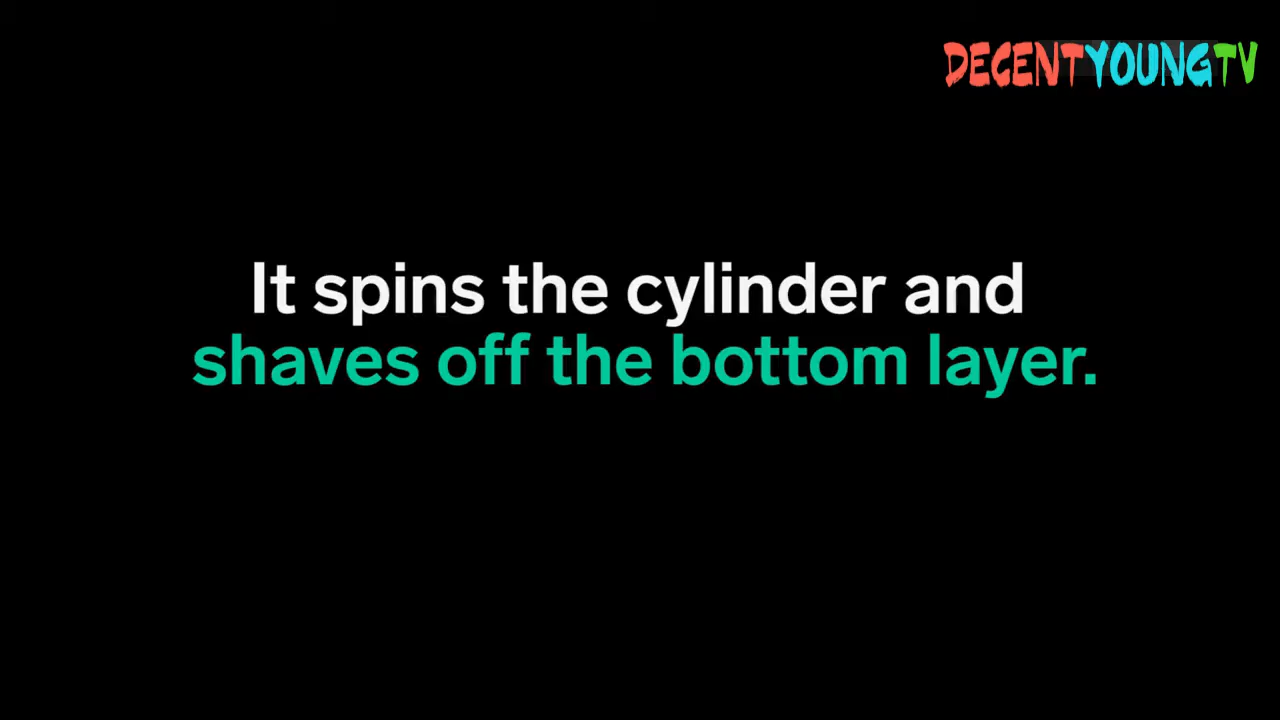 DECENTYOUNGTV
It spins the cylinder and
shaves off the bottom layer.